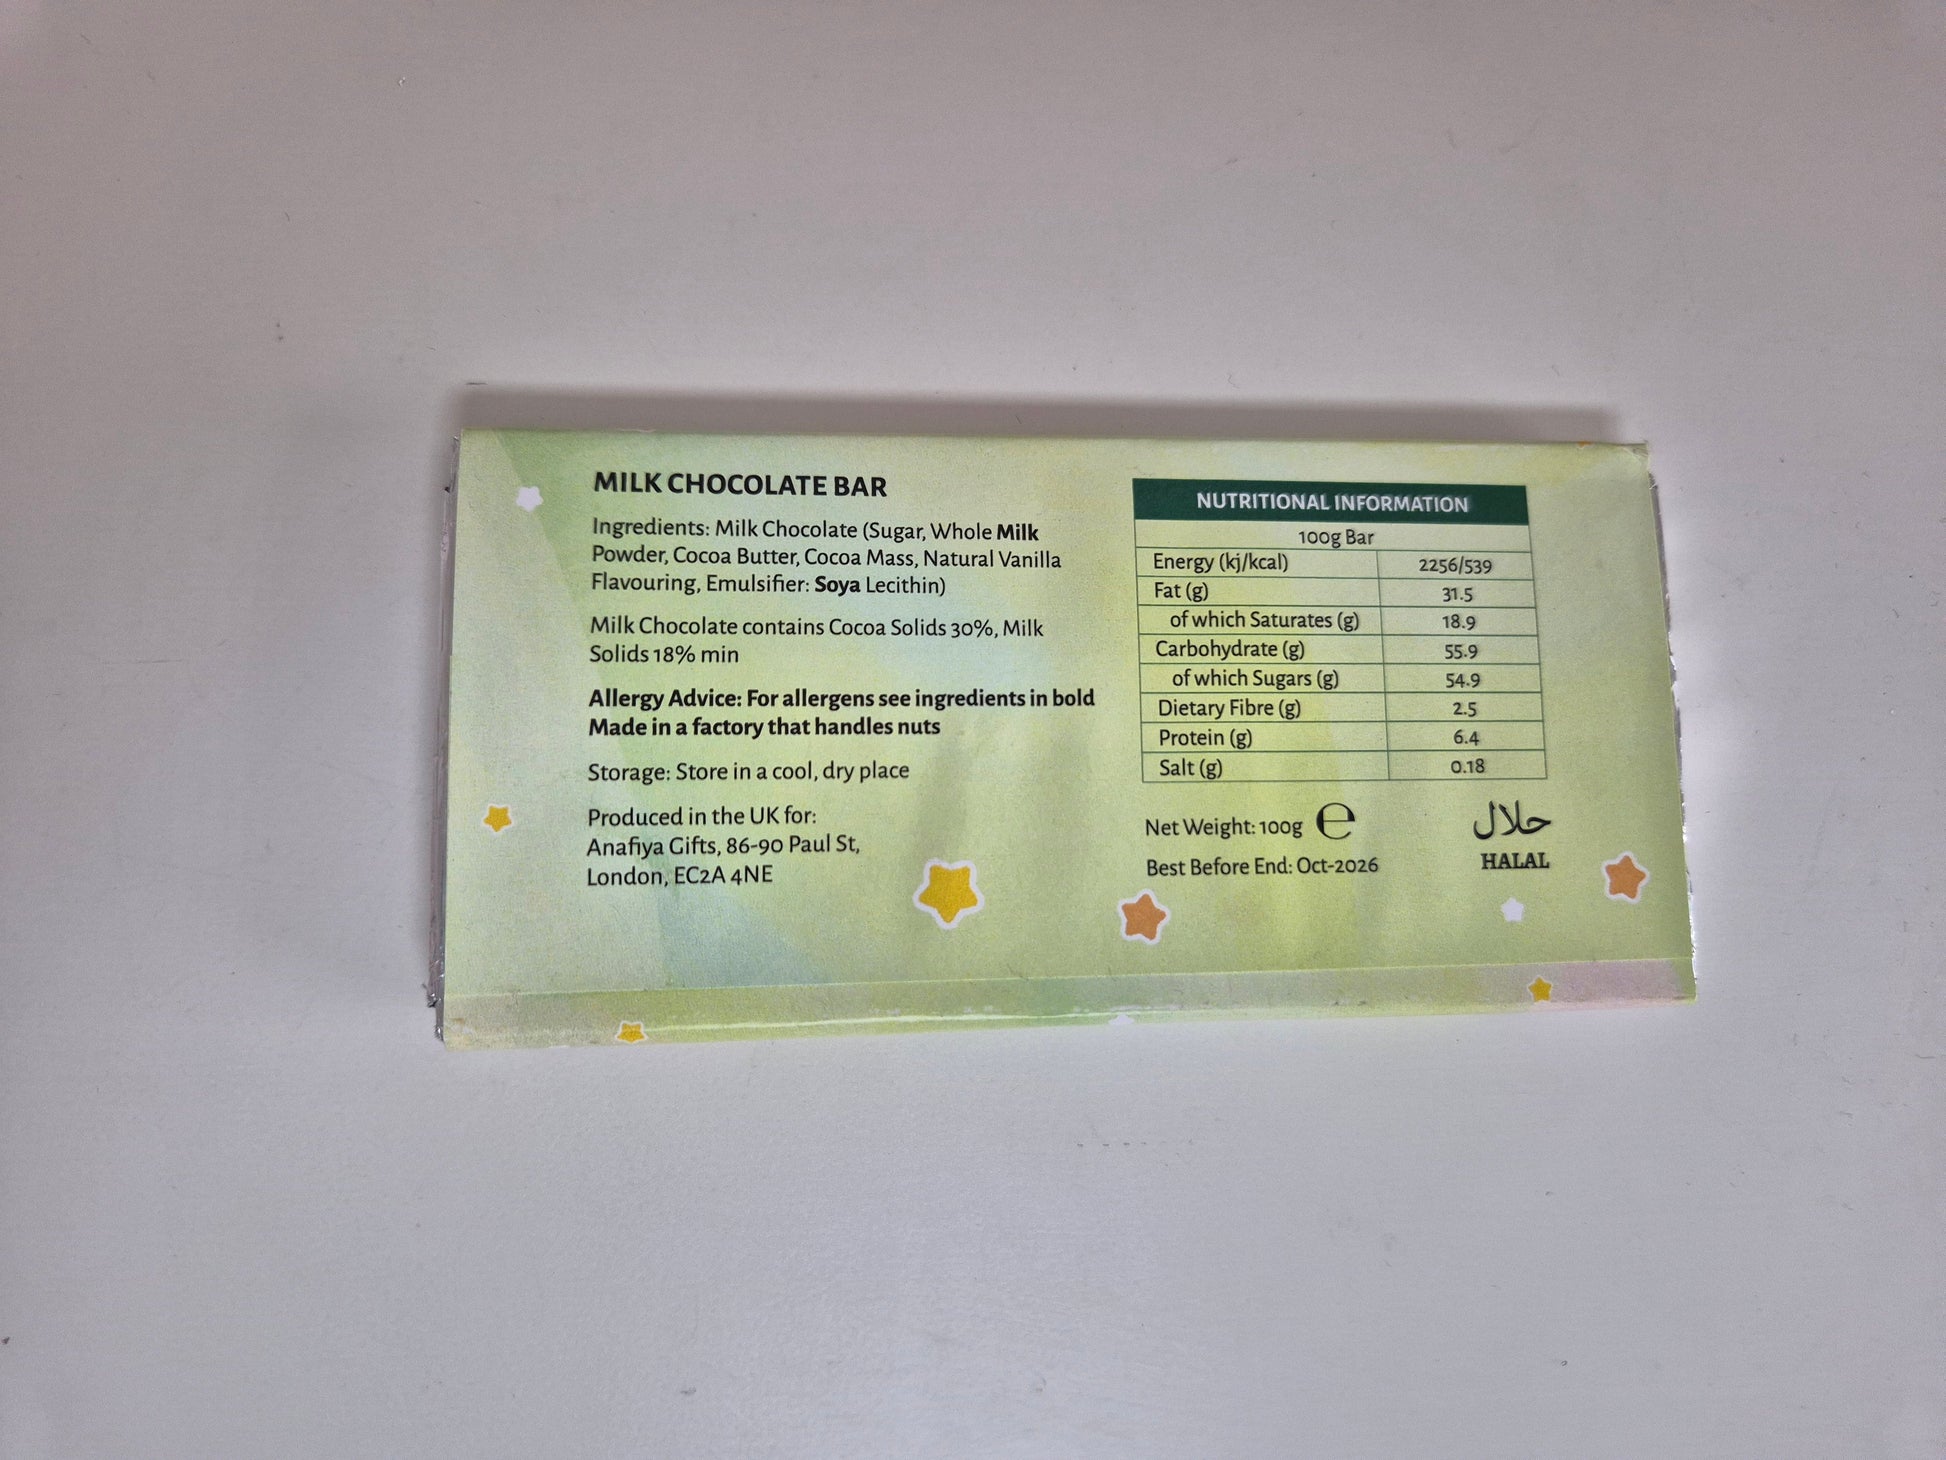 MILK CHOCOLATE BAR
Ingredients: Milk Chocolate (Sugar, Whole Milk
Powder, Cocoa Butter, Cocoa Mass, Natural Vanilla
Flavouring, Emulsifier: Soya Lecithin)
Milk Chocolate contains Cocoa Solids 30%, Milk
Solids 18% min
Allergy Advice: For allergens see ingredients in bold
Made in a factory that handles nuts
Storage: Store in a cool, dry place
Produced in the UK for:
Anafiya Gifts, 86-90 Paul St,
London, EC2A 4NE
NUTRITIONAL INFORMATION
100g Bar
Energy (kj/kcal) 2256/539
Fat (g) 31.5
of which Saturates (g) 18.9
Carbohydrate (g) 55.9
of which Sugars (g) 54.9
Dietary Fibre (g) 2.5
Protein (g) 6.4
Salt (g) 0.18
Net Weight: 100g ℮
Best Before End: Oct-2026
حلال
HALAL